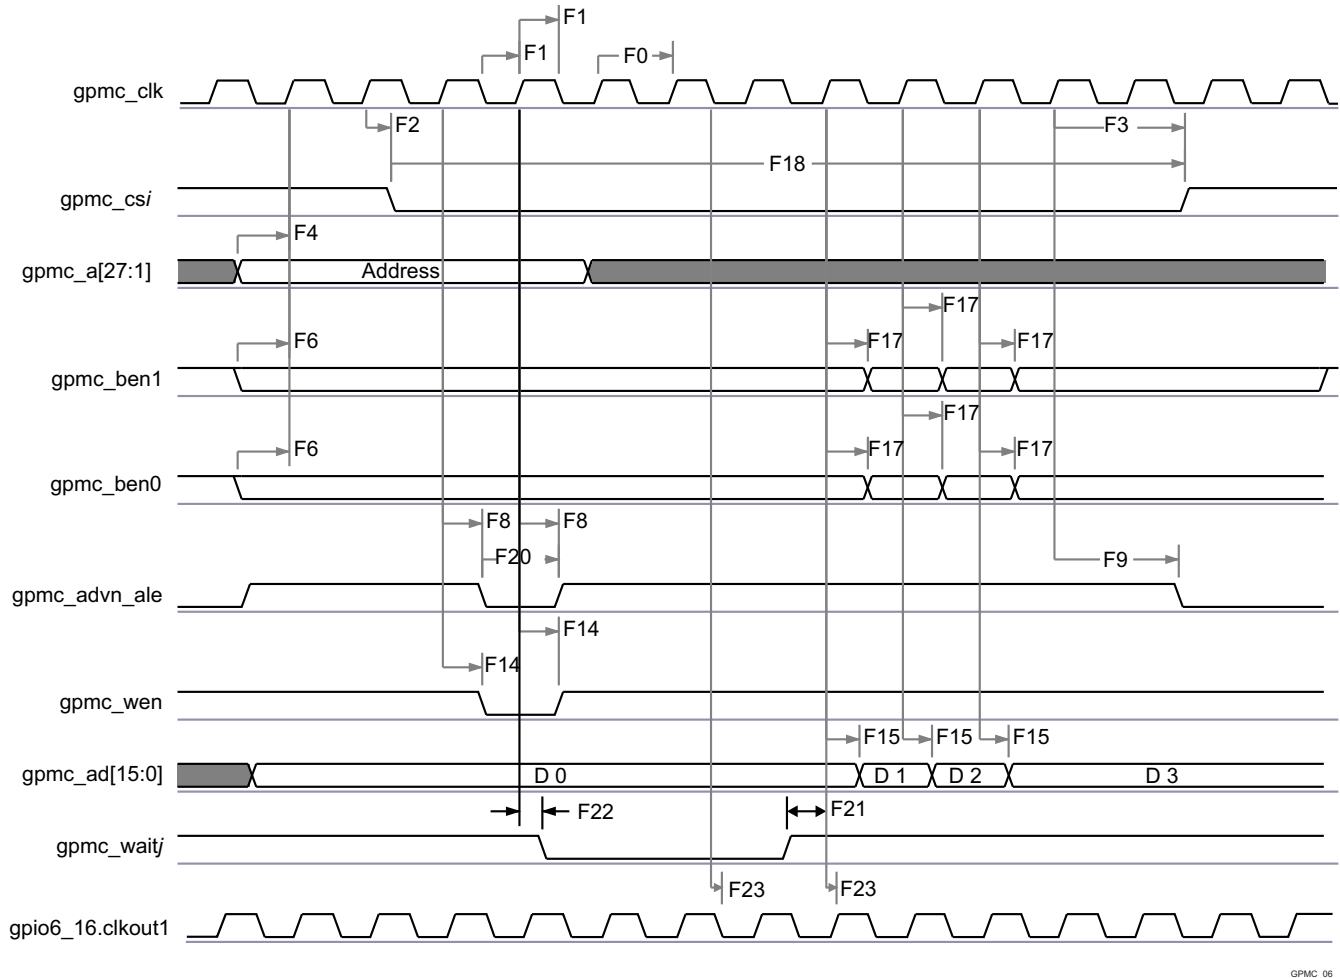 F1
F1
F0
gpmc_clk
F2
F3
F18
gpmc_csi
F4
gpmc_a[27:1]
Address
F17
F6
F17
F17
gpmc_ben1
F17
F6
F17
F17
gpmc_ben0
F8
F8
F20
F9
gpmc_advn_ale
F14
F14
gpmc_wen
F15
F15
F15
gpmc_ad[15:0]
D 0
D 1
D 2
D 3
F22
F21
gpmc_waitj
F23
F23
gpio6_16.clkout1
GPMC_06